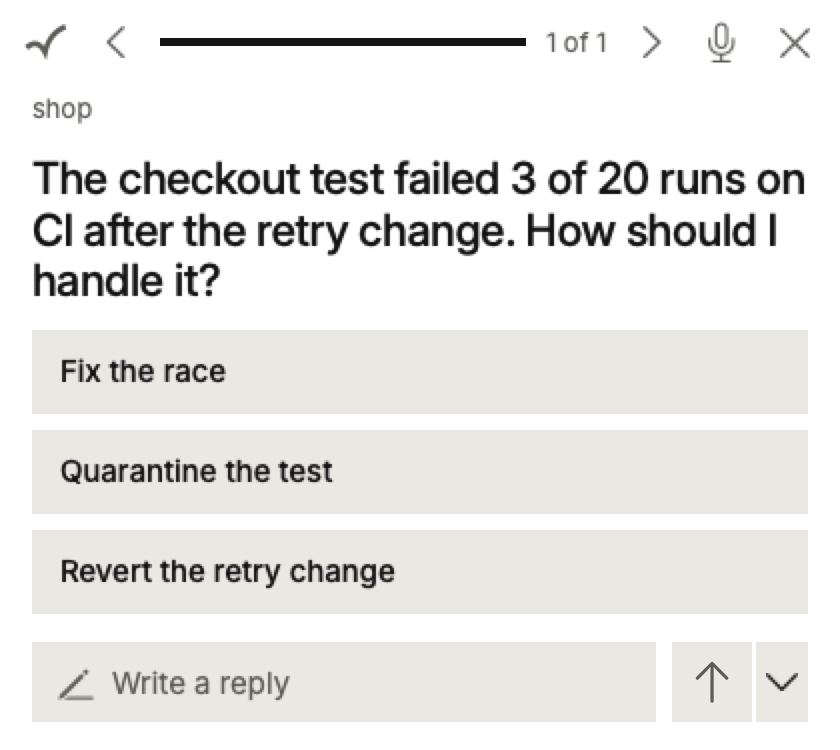 1 of 1
shop
The checkout test failed 3 of 20 runs on
CI after the retry change. How should I
handle it?
Fix the race
Quarantine the test
Revert the retry change
Write a reply